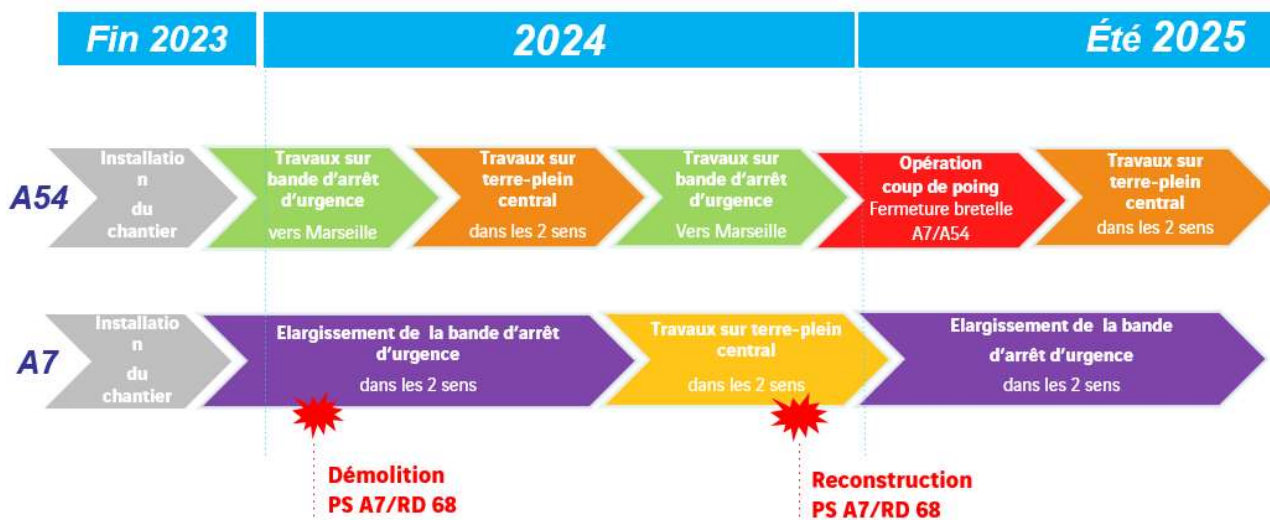 Fin 2023
2024
Été 2025
A54
Installatio
n
du
chantier
Travaux sur
bande d'arrêt
d'urgence
vers Marseille
Travaux sur
terre-plein
central
dans les 2 sens
Travaux sur
bande d'arrêt
d'urgence
Vers Marseille
Opération
coup de poing
Fermeture bretelle
A7/A54
Travaux sur
terre-plein
central
dans les 2 sens
A7
Installatio
n
du
chantier
Elargissement de la bande d'arrêt
d'urgence
dans les 2 sens
Travaux sur terre-plein
central
dans les 2 sens
Elargissement de la bande
d'arrêt d'urgence
dans les 2 sens
Démolition
PS A7/RD 68
Reconstruction
PS A7/RD 68